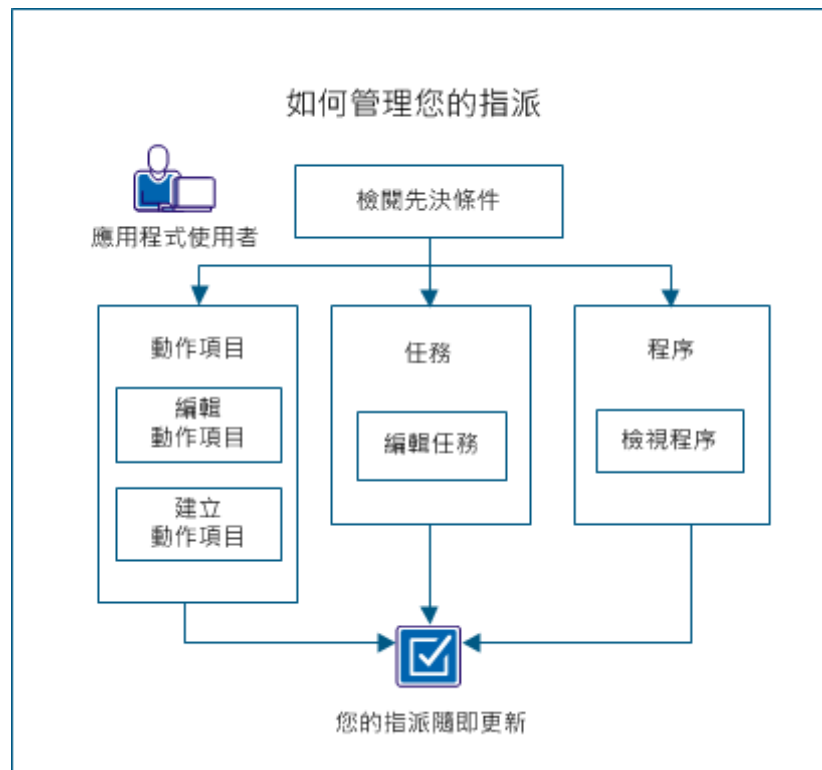 如何管理您的指派
檢閱先決條件
應用程式使用者
動作項目
編輯
動作項目
建立
動作項目
任務
編輯任務
程序
檢視程序
您的指派隨即更新